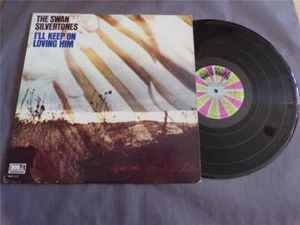 THE SWAN
SILVERTONES
I'LL KEEP ON
LOVING HIM